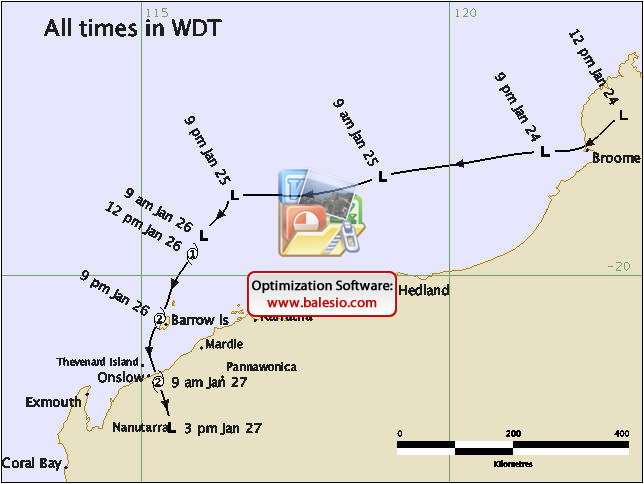 115
120
All times in WDT
12 pm Jan 24
9 pm Jan 24
9 am Jan 25
9 pm Jan 25
L
L
L
L
Broome
9 am Jan 26
L
12 pm Jan 26
1
-20
Optimization Software:
www.balesio.com
Hedland
9 pm Jan 26
2
Barrow Is
Mardie
Thevenard Island
Pannawonica
Onslow
2
9 am Jan 27
Exmouth
Nanutarra
L
3 pm Jan 27
0
200
400
Kilometres
Coral Bay